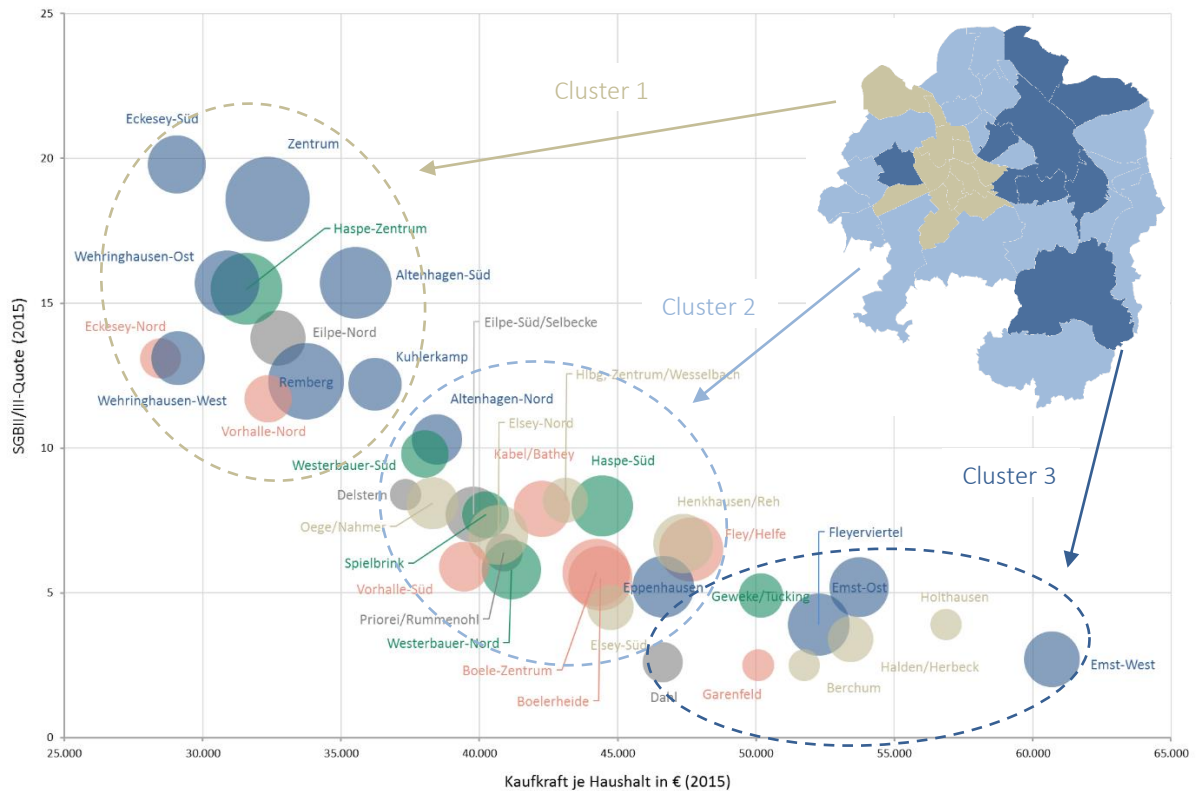 25
20
15
10
5
0
SGBII/III-Quote (2015)
25.000
30.000
35.000
40.000
45.000
50.000
55.000
60.000
65.000
Kaufkraft je Haushalt in € (2015)
Cluster 1
Cluster 2
Cluster 3
Eckesey-Süd
Zentrum
Haspe-Zentrum
Wehringhausen-Ost
Altenhagen-Süd
Eckesey-Nord
Eilpe-Nord
Eilpe-Süd/Selbecke
Kuhlerkamp
Remberg
Wehringhausen-West
Vorhalle-Nord
Hlbg.-Zentrum/Wesselbach
Altenhagen-Nord
Elsey-Nord
Kabel/Bathey
Westerbauer-Süd
Haspe-Süd
Delstern
Henkhausen/Reh
Oege/Nahmer
Fley/Helfe
Fleyerviertel
Spielbrink
Vorhalle-Süd
Eppenhausen
Geweke/Tücking
Emst-Ost
Holthausen
Priorei/Rummenohl
Westerbauer-Nord
Elsey-Süd
Boele-Zentrum
Boelerheide
Dahl
Garenfeld
Berchum
Halden/Herbeck
Emst-West